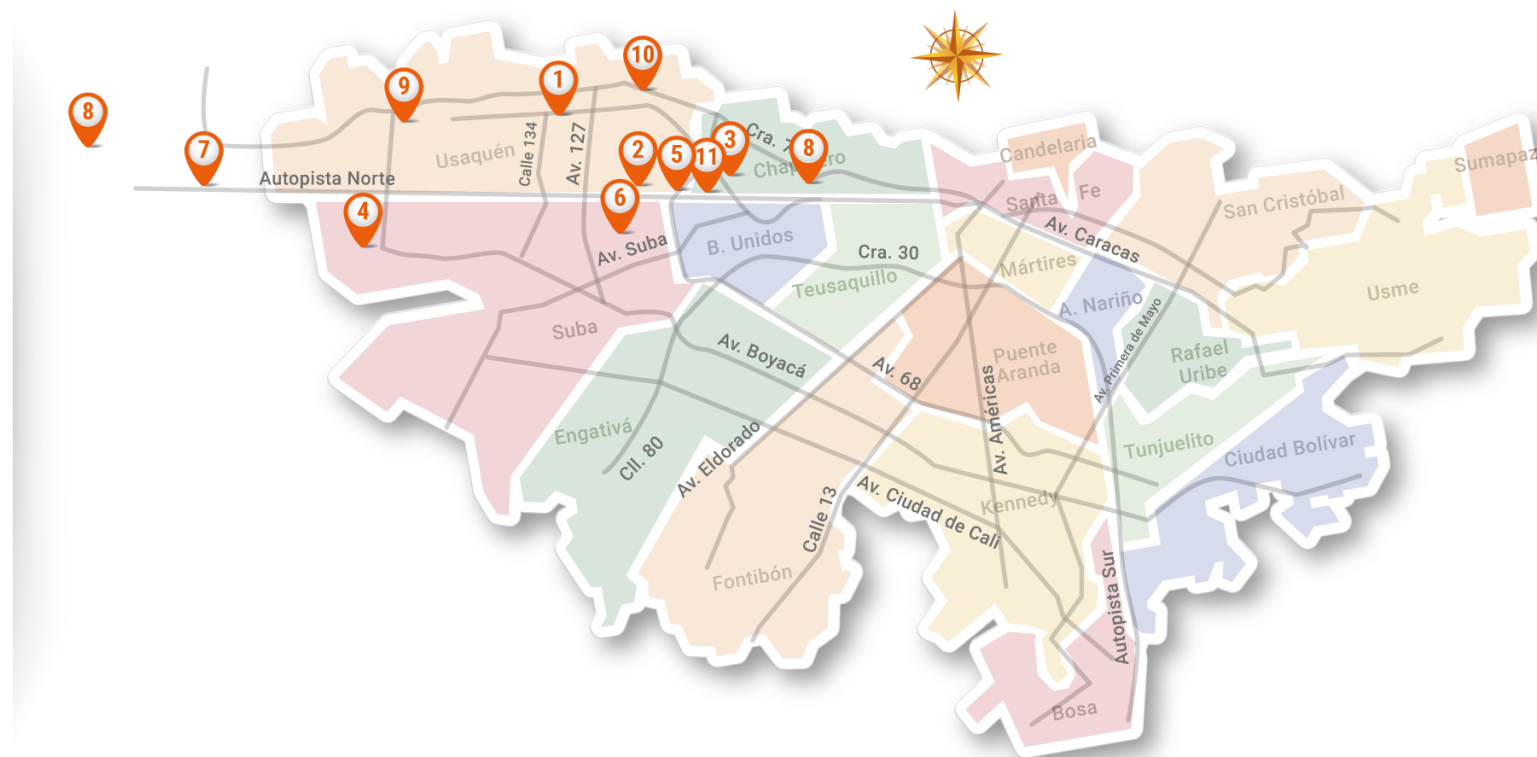 10
9
1
8
7
2
5
11
3
Cra. 7
8
4
6
Usaquén
Calle 134
Av. 127
Autopista Norte
Candelaria
Sumapaz
Santa Fe
San Cristóbal
Av. Suba
B. Unidos
Cra. 30
Teusaquillo
Av. Caracas
Mártires
A. Nariño
Usme
Suba
Av. Boyacá
Av. 68
Puente
Aranda
Av. Primera de Mayo
Rafael
Uribe
Engativá
Cll. 80
Av. Eldorado
Av. Américas
Tunjuelito
Ciudad Bolívar
Av. Ciudad de Cali
Kennedy
Calle 13
Fontibón
Autopista Sur
Bosa